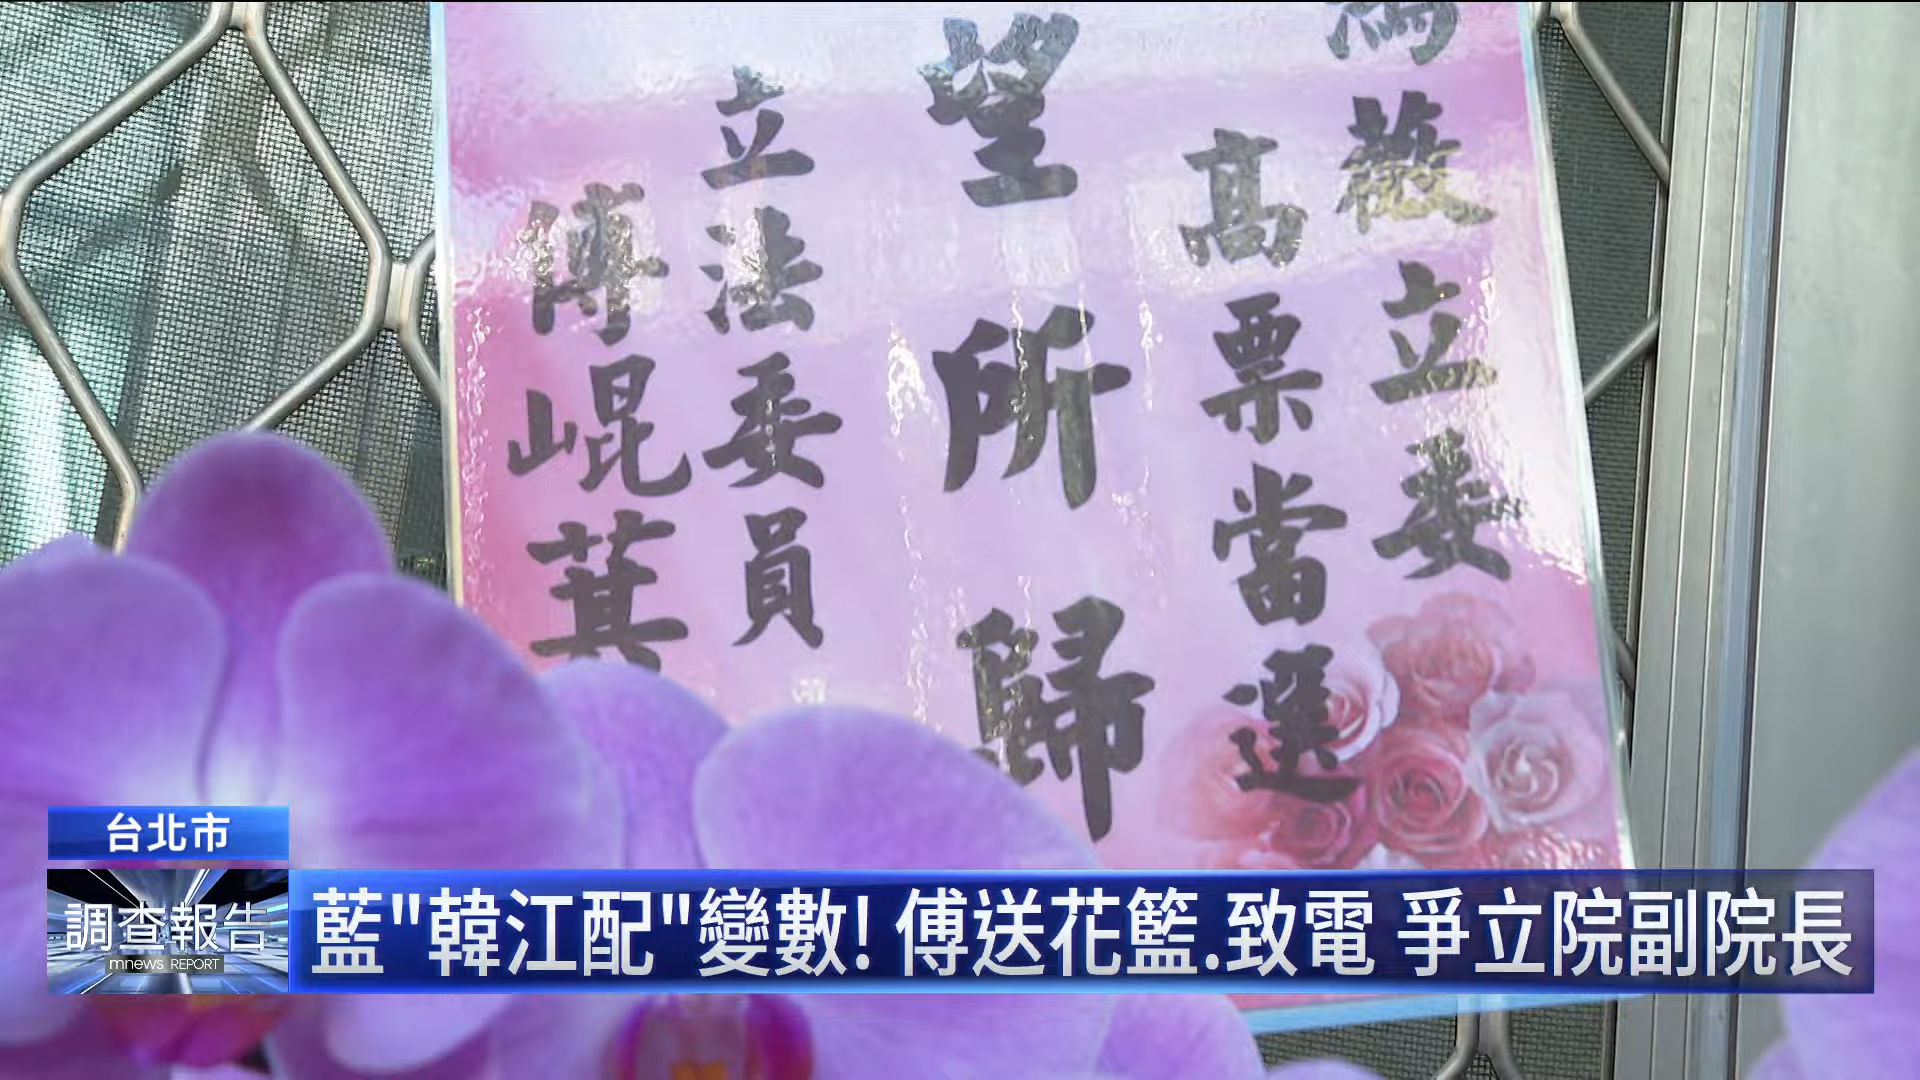 薇立委
高票當選
望所歸
立法委員
傅崐萁
台北市
調查報告
mnews REPORT
藍"韓江配"變數! 傅送花籃.致電 爭立院副院長